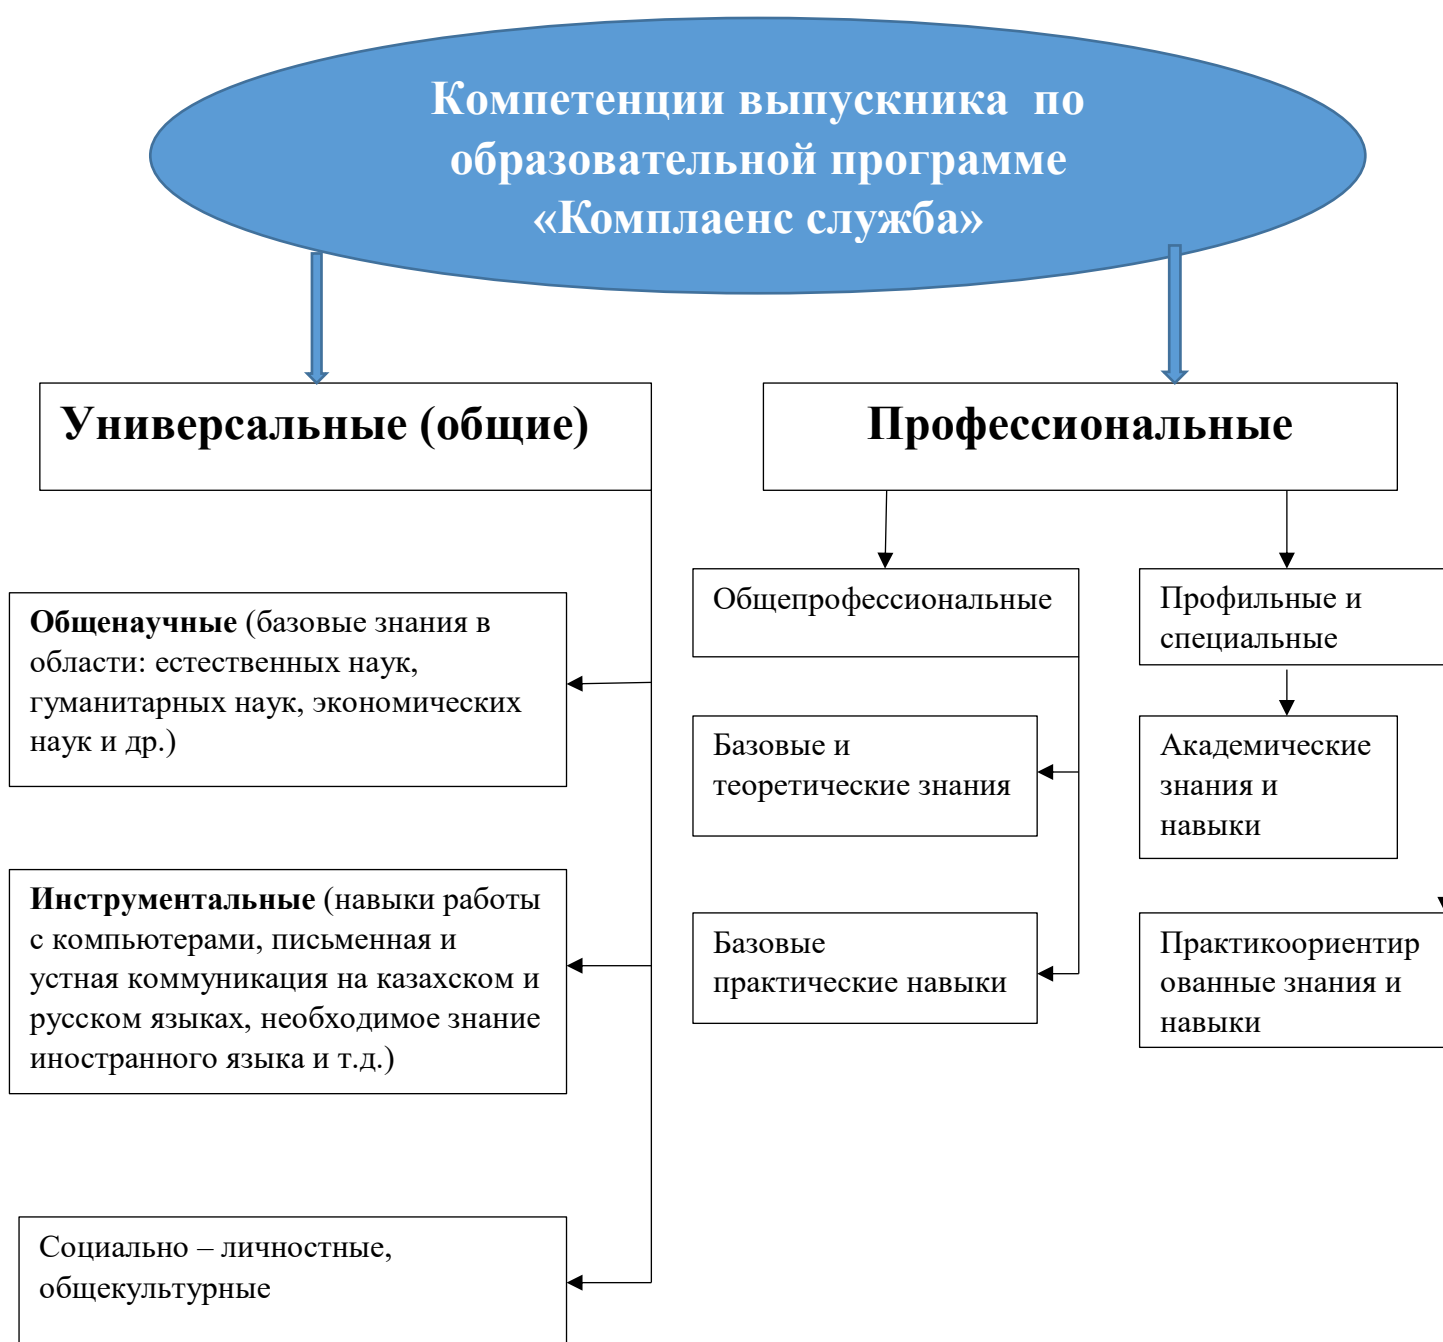 Компетенции выпускника по
образовательной программе
«Комплаенс служба»
Универсальные (общие)
Профессиональные
Общенаучные (базовые знания в
области: естественных наук,
гуманитарных наук, экономических
наук и др.)
Инструментальные (навыки работы
с компьютерами, письменная и
устная коммуникация на казахском и
русском языках, необходимое знание
иностранного языка и т.д.)
Социально – личностные,
общекультурные
Общепрофессиональные
Базовые и
теоретические знания
Базовые
практические навыки
Профильные и
специальные
Академические
знания и
навыки
Практикоориентир
ованные знания и
навыки